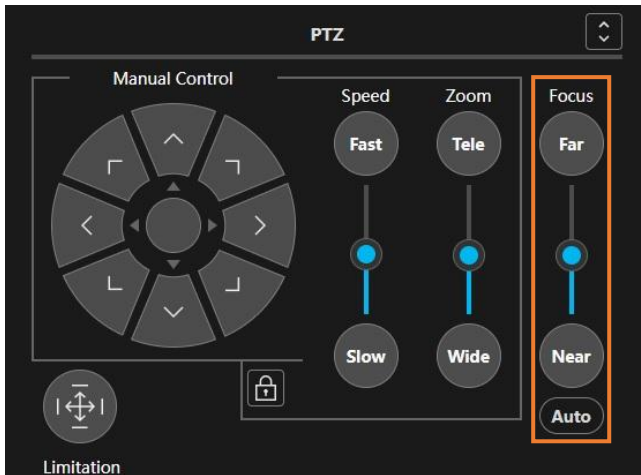 PTZ
Manual Control
Speed Zoom Focus
Fast Tele Far
Slow Wide Near
Auto
Limitation